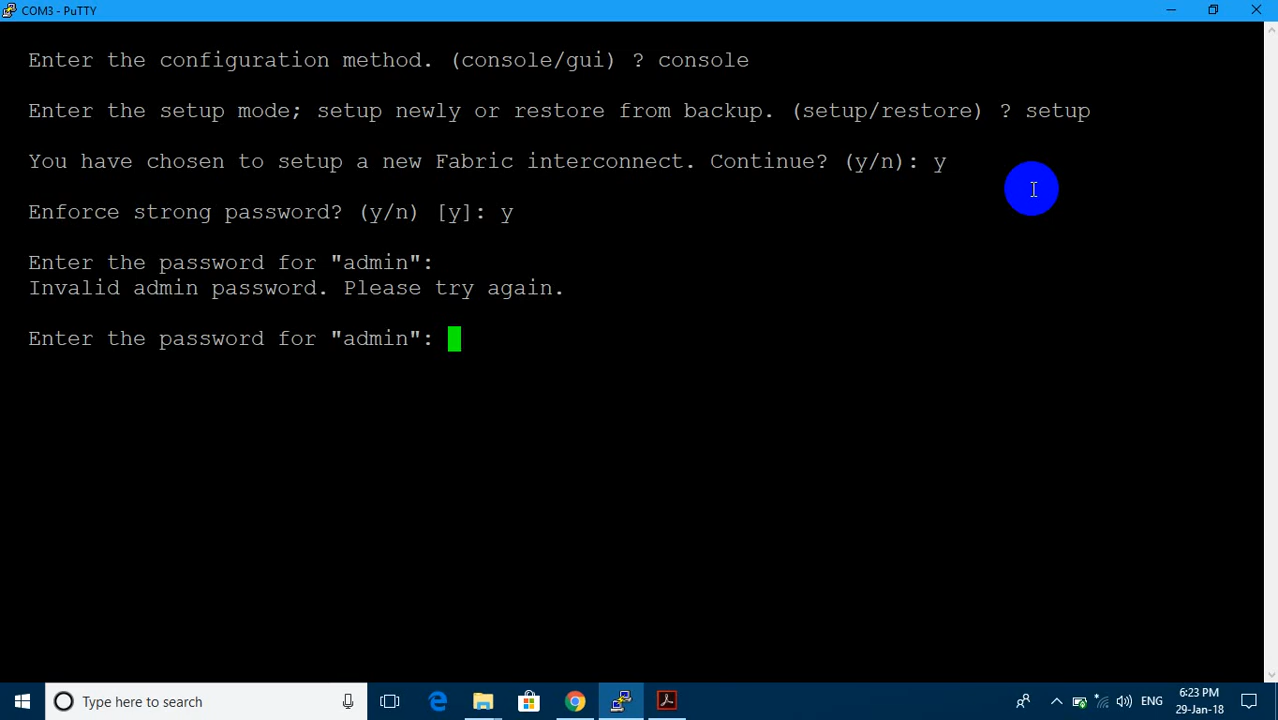 COM3 - PuTTY
Enter the configuration method. (console/gui) ? console
Enter the setup mode; setup newly or restore from backup. (setup/restore) ? setup
You have chosen to setup a new Fabric interconnect. Continue? (y/n): y
Enforce strong password? (y/n) [y]: y
Enter the password for "admin":
Invalid admin password. Please try again.
Enter the password for "admin":
Type here to search
ENG
6:23 PM
29-Jan-18